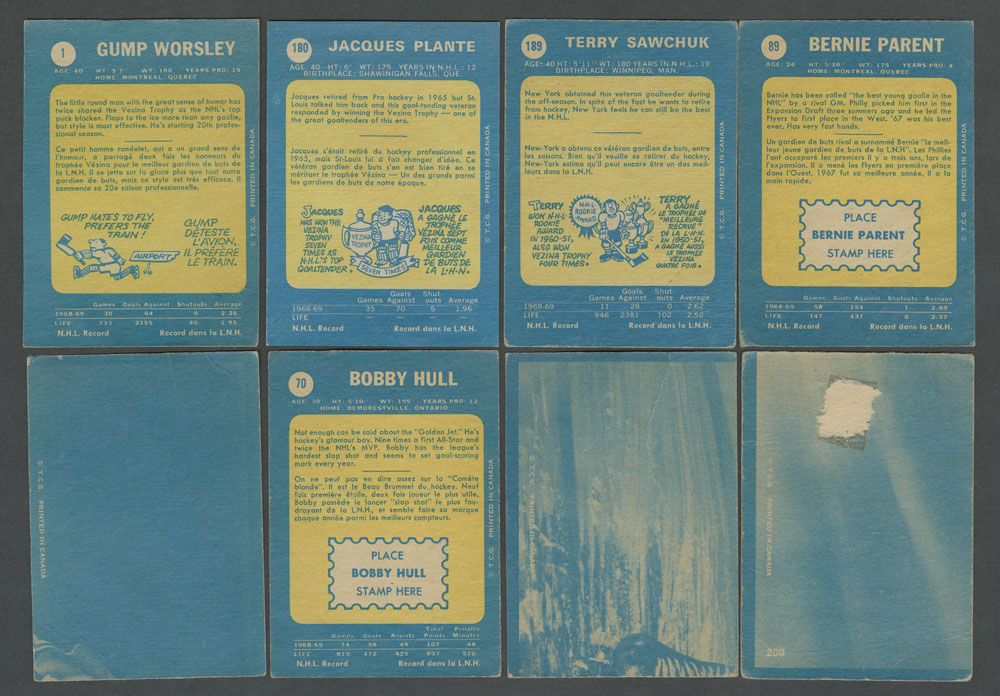 1
GUMP WORSLEY
AGE: 40 HT: 5'7" WT: 180 YEARS PRO: 19
HOME: MONTREAL, QUEBEC
The little round man with the great sense of humor has
twice shared the Vezina Trophy as the NHL's top
puck blocker. Flops to the ice more than any goalie,
but style is most effective. He's starting 20th profes-
sional season.
Ce petit homme rondelet, qui a un grand sens de
l'humour, a partagé deux fois les honneurs du
trophée Vézina pour le meilleur gardien de buts de
la L.N.H. Il se jette sur la glace plus que tout autre
gardien de buts, mais ce style est très efficace. Il
commence sa 20e saison professionnelle.
GUMP HATES TO FLY,
PREFERS THE
TRAIN!
AIRPORT
GUMP
DÉTESTE
L'AVION,
IL PRÉFÈRE
LE TRAIN.
Games Goals Against Shutouts Average
1968-69 30 64 5 2.26
LIFE 733 2155 40 2.95
N.H.L. Record Record dans la L.N.H.
© T.C.G. PRINTED IN CANADA
180
JACQUES PLANTE
AGE: 40 HT: 6' WT: 175 YEARS IN N.H.L.: 12
BIRTHPLACE: SHAWINIGAN FALLS, QUE.
Jacques retired from Pro hockey in 1965 but St.
Louis talked him back and this goal-tending veteran
responded by winning the Vezina Trophy — one of
the great goaltenders of this era.
Jacques s'était retiré du hockey professionnel en
1965, mais St-Louis lui a fait changer d'idée. Ce
vétéran gardien de buts s'en est bien tiré en se
méritant le trophée Vézina — Un des grands parmi
les gardiens de buts de notre époque.
JACQUES
HAS WON THE
VEZINA
TROPHY
SEVEN
TIMES AS
N.H.L'S TOP
GOALTENDER.
VEZINA
TROPHY
SEVEN TIMES
JACQUES
A GAGNÉ LE
TROPHÉE
VÉZINA SEPT
FOIS COMME
MEILLEUR
GARDIEN
DE BUTS DE
LA L·H·N.
Goals Shut-
Games Against outs Average
1968-69 35 70 5 1.96
LIFE — — — —
N.H.L. Record Record dans la L.N.H.
© T.C.G. PRINTED IN CANADA
189
TERRY SAWCHUK
AGE: 40 HT: 5'11" WT: 180 YEARS IN N.H.L.: 19
BIRTHPLACE: WINNIPEG, MAN.
New York obtained this veteran goaltender during
the off-season. In spite of the fact he wants to retire
from hockey, New York feels he can still be the best
in the N.H.L.
New-York a obtenu ce vétéran gardien de buts, entre
les saisons. Bien qu'il veuille se retirer du hockey,
New-York estime qu'il peut encore être un des meil-
leurs dans la L.N.H.
TERRY
WON N·H·L
ROOKIE
AWARD
IN 1950-51,
ALSO WON
VEZINA
TROPHY
FOUR TIMES.
N·H·L
ROOKIE
AWARD
TERRY
A GAGNÉ
LE TROPHÉE DE
"MEILLEURE
RECRUE"
DE LA L·H·N.
EN 1950-51,
A GAGNÉ AUSSI
LE TROPHÉE
VÉZINA
QUATRE FOIS.
Goals Shut-
Games Against outs Average
1968-69 11 28 0 2.62
LIFE 946 2381 102 2.52
N.H.L. Record Record dans la L.N.H.
© T.C.G. PRINTED IN CANADA
89
BERNIE PARENT
AGE: 24 HT: 5'10" WT: 175 YEARS PRO: 4
HOME: MONTREAL, QUEBEC
Bernie has been called "the best young goalie in the
NHL" by a rival GM. Philly picked him first in the
Expansion Draft three summers ago and he led the
Flyers to first place in the West. '67 was his best
ever. Has very fast hands.
Un gardien de buts rival a surnommé Bernie "le meil-
leur jeune gardien de buts de la L.N.H". Les Phillies
l'ont accaparé les premiers il y'a trois ans, lors de
l'expansion. Il a mené les Flyers en première place
dans l'Ouest. 1967 fut sa meilleure année. Il a la
main rapide.
PLACE
BERNIE PARENT
STAMP HERE
Games Goals Against Shutouts Average
1968-69 58 154 1 2.69
LIFE 147 437 6 2.57
N.H.L. Record Record dans la L.N.H.
© T.C.G. PRINTED IN CANADA
© T.C.G. PRINTED IN CANADA
70
BOBBY HULL
AGE: 30 HT: 5'10 WT: 195 YEARS PRO: 12
HOME: DEMORESTVILLE, ONTARIO
Not enough can be said about the "Golden Jet." He's
hockey's glamour boy. Nine times a first All-Star and
twice the NHL's MVP. Bobby has the league's
hardest slap shot and seems to set goal-scoring
mark every year.
On ne peut pas en dire assez sur la "Comète
blonde". Il est le Beau Brummel du hockey. Neuf
fois première étoile, deux fois joueur le plus utile,
Bobby possède le lancer "slap shot" le plus fou-
droyant de la L.N.H., et semble faire sa marque
chaque année parmi les meilleurs compteurs.
PLACE
BOBBY HULL
STAMP HERE
Total Penalty
Games Goals Assists Points Minutes
1968-69 74 58 49 107 48
LIFE 819 472 425 897 576
N.H.L. Record Record dans la L.N.H.
© T.C.G. PRINTED IN CANADA
© T.C.G.
PRINTED IN CANADA
209